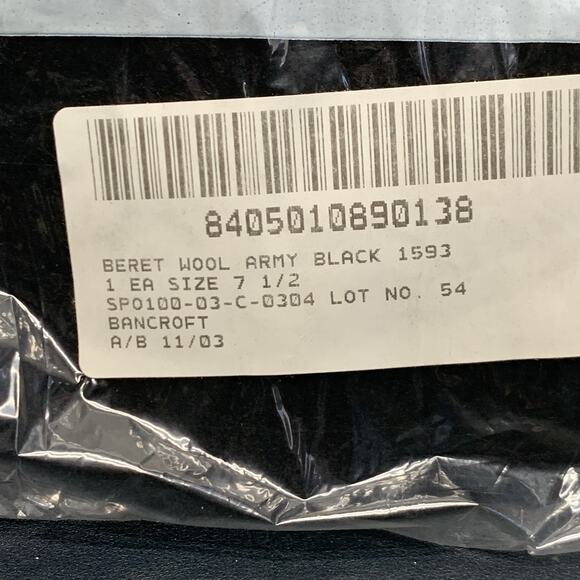 8405010890138
BERET WOOL ARMY BLACK 1593
1 EA SIZE 7 1/2
SPO100-03-C-0304 LOT NO. 54
BANCROFT
A/B 11/03